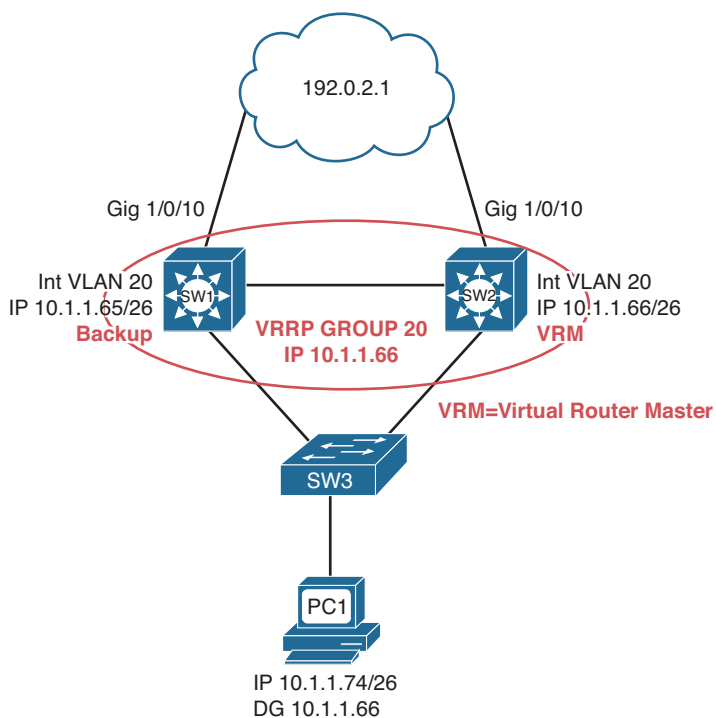 192.0.2.1
Gig 1/0/10
Gig 1/0/10
Int VLAN 20
IP 10.1.1.65/26
Backup
SW1
SW2
Int VLAN 20
IP 10.1.1.66/26
VRM
VRRP GROUP 20
IP 10.1.1.66
VRM=Virtual Router Master
SW3
PC1
IP 10.1.1.74/26
DG 10.1.1.66